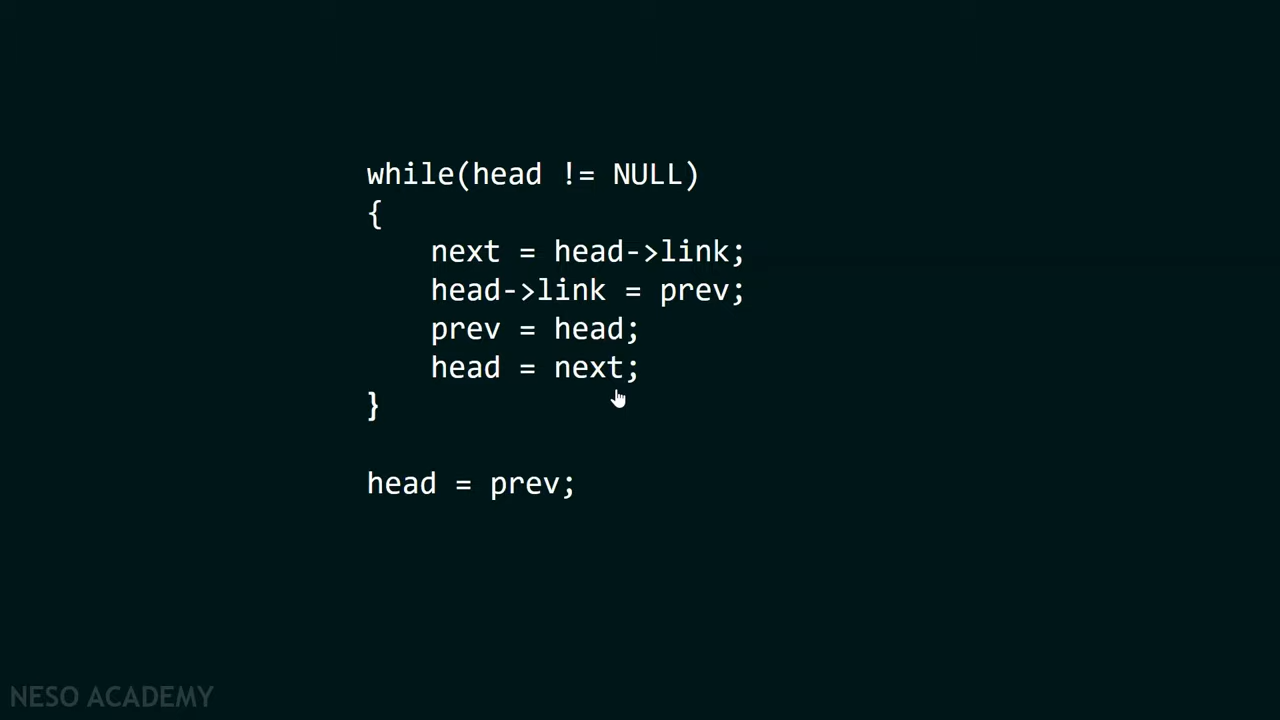 while(head != NULL)
{
    next = head->link;
    head->link = prev;
    prev = head;
    head = next;
}
head = prev;
NESO ACADEMY